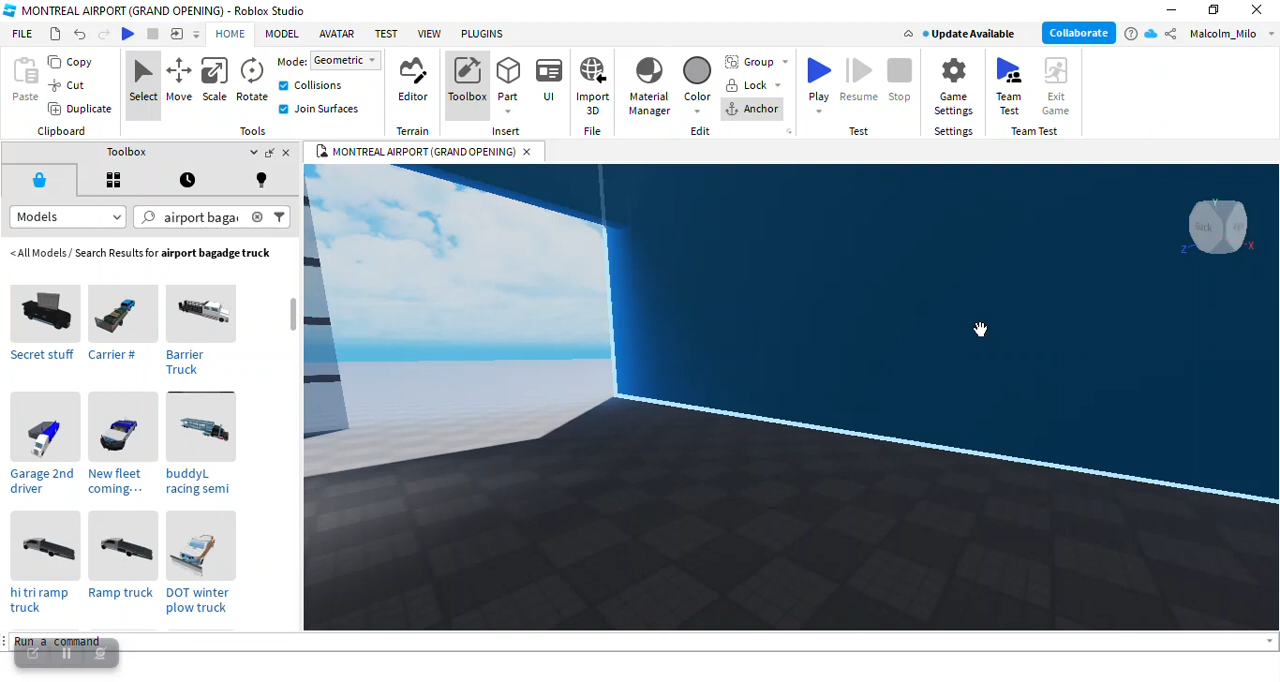 MONTREAL AIRPORT (GRAND OPENING) - Roblox Studio
FILE HOME MODEL AVATAR TEST VIEW PLUGINS Update Available Collaborate Malcolm_Milo
Paste Copy Cut Duplicate
Clipboard
Select Move Scale Rotate Mode: Geometric
Collisions
Join Surfaces
Tools
Editor
Terrain
Toolbox Part UI
Insert
Import 3D
File
Material Manager Color Group Lock Anchor
Edit
Play Resume Stop
Test
Game Settings
Settings
Team Test Exit Game
Team Test
Toolbox
MONTREAL AIRPORT (GRAND OPENING)
Models airport baga
< All Models / Search Results for airport bagadge truck
Secret stuff Carrier # Barrier Truck
Garage 2nd driver New fleet coming... buddyL racing semi
hi tri ramp truck Ramp truck DOT winter plow truck
Back
Y
Z
X
Run a command